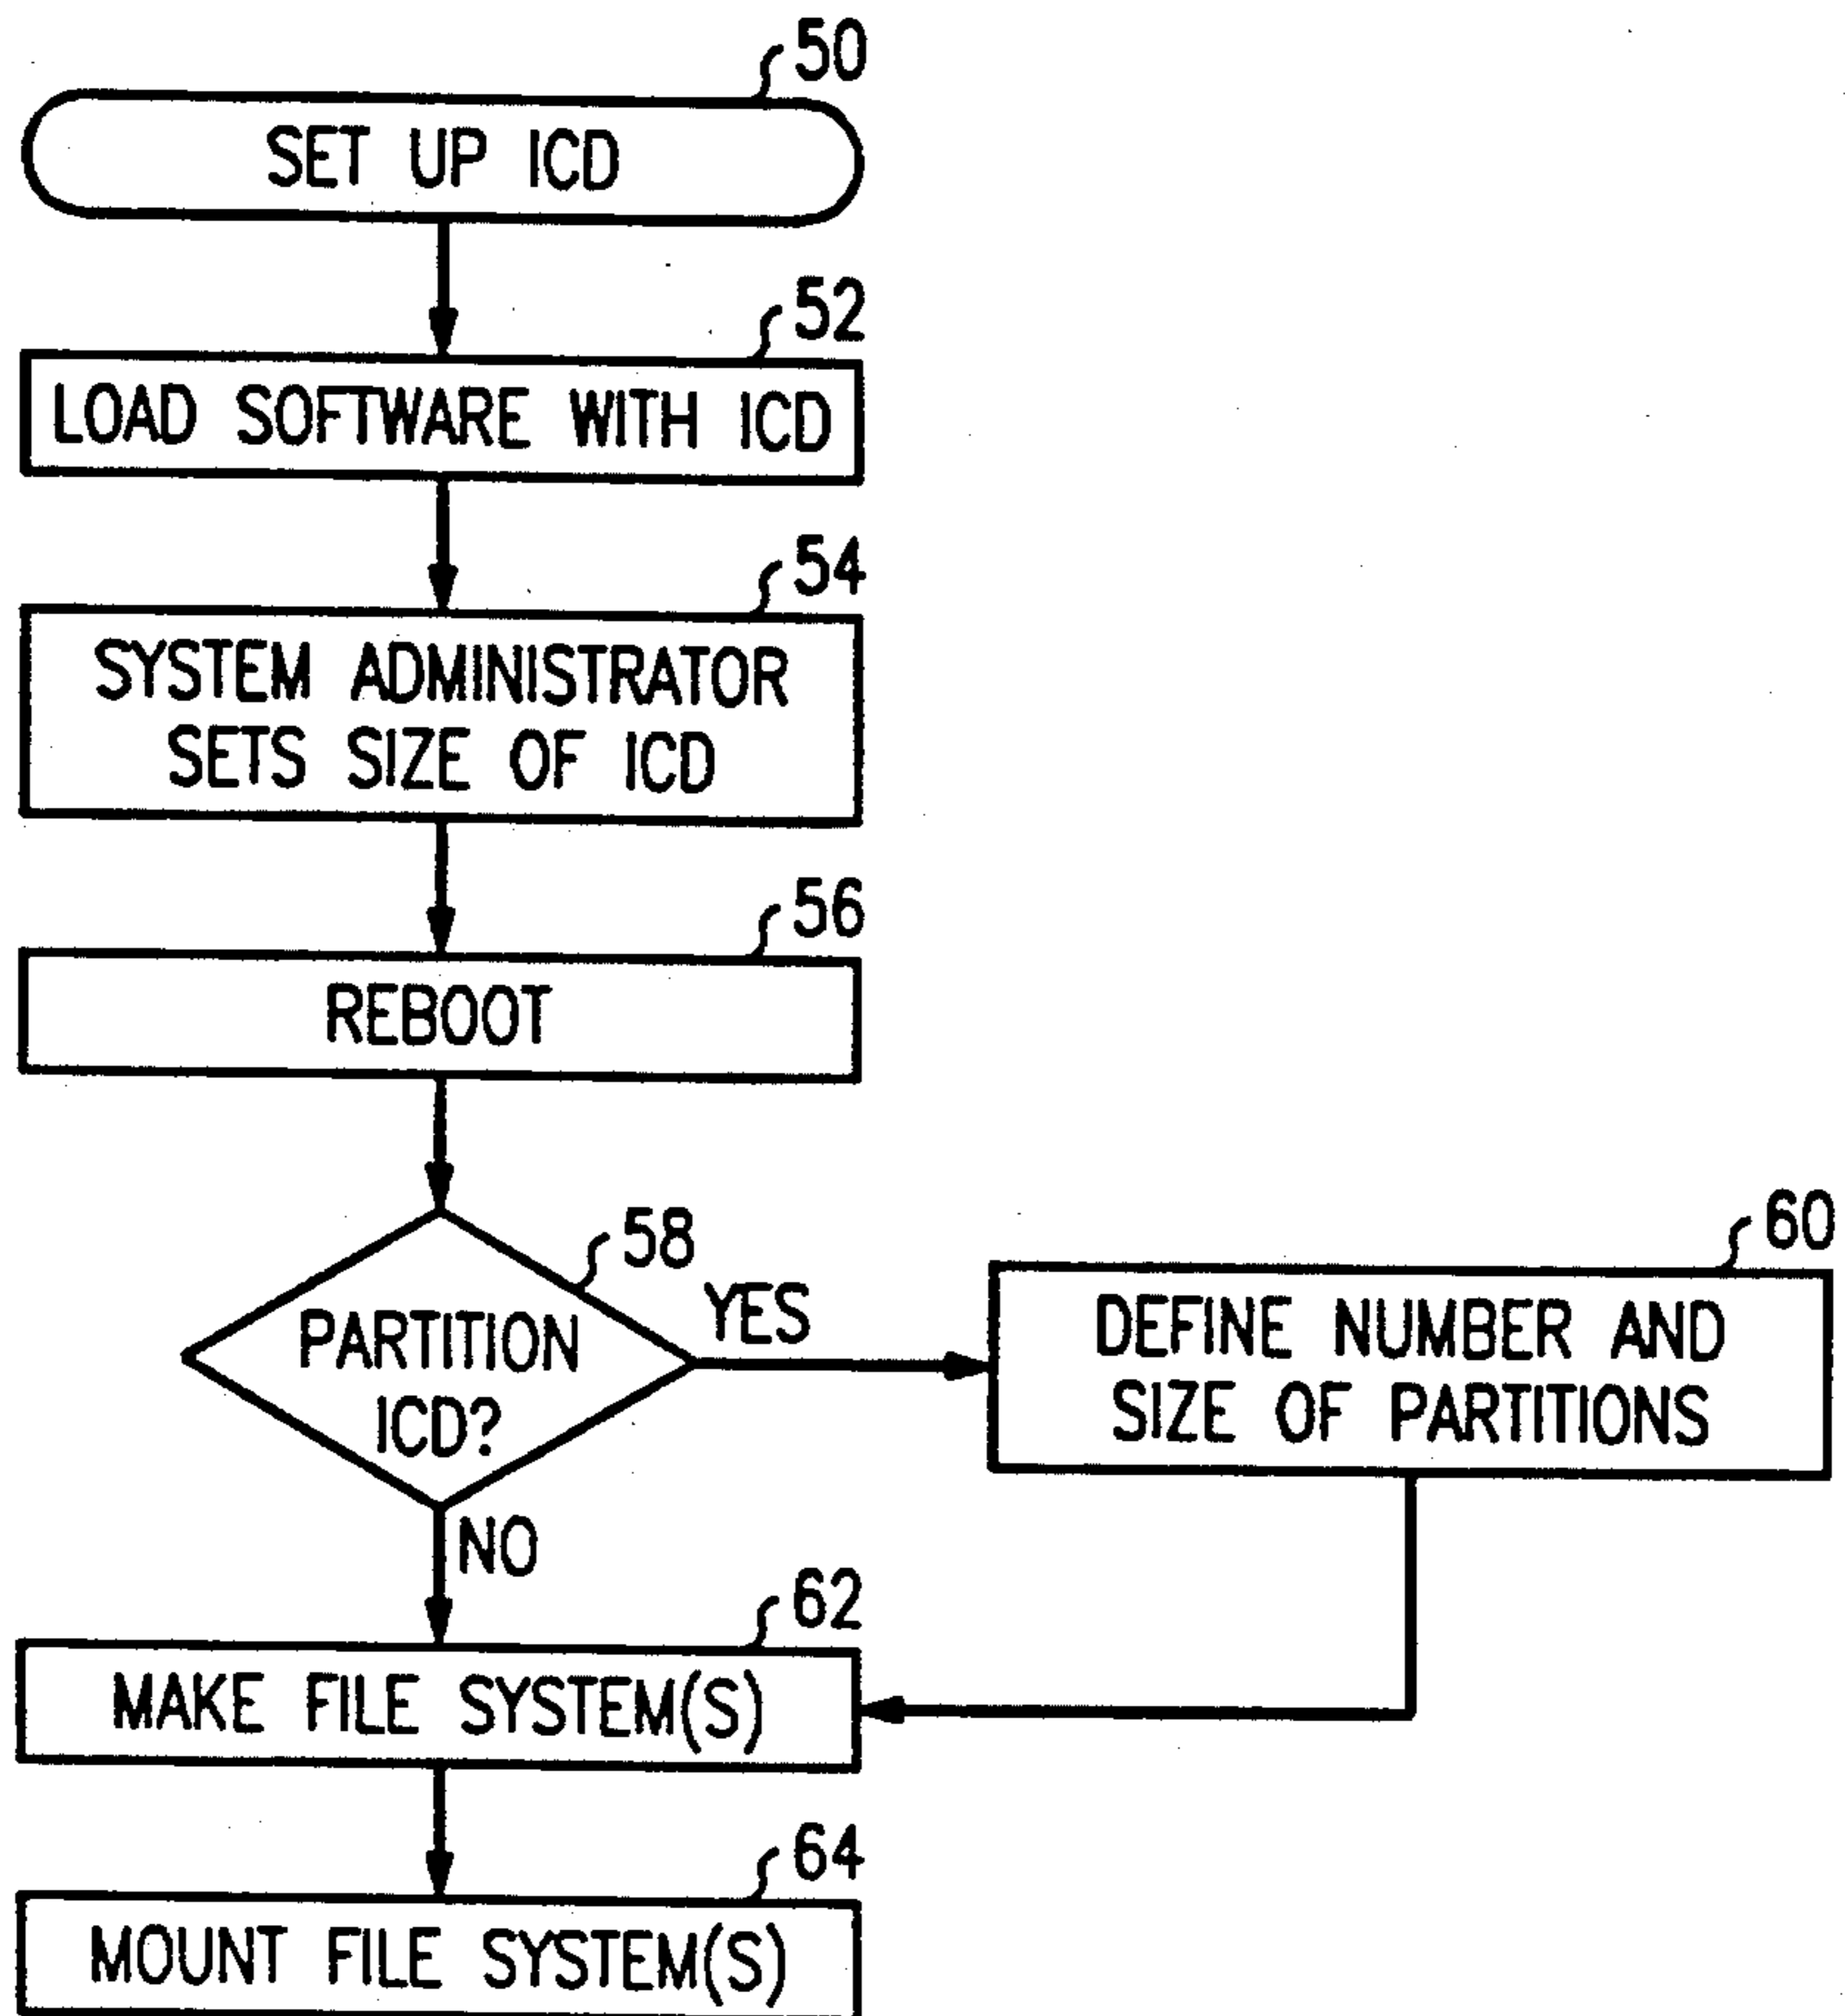 50
SET UP ICD
52
LOAD SOFTWARE WITH ICD
54
SYSTEM ADMINISTRATOR
SETS SIZE OF ICD
56
REBOOT
58
PARTITION
ICD?
YES
NO
60
DEFINE NUMBER AND
SIZE OF PARTITIONS
62
MAKE FILE SYSTEM(S)
64
MOUNT FILE SYSTEM(S)